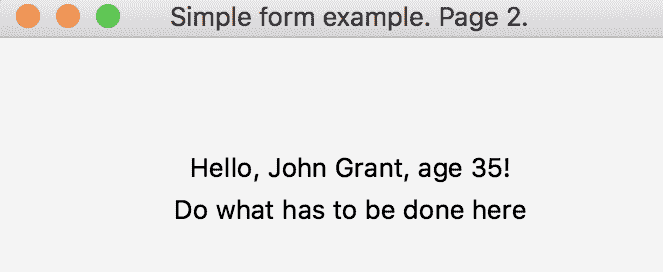 Simple form example. Page 2.
Hello, John Grant, age 35!
Do what has to be done here